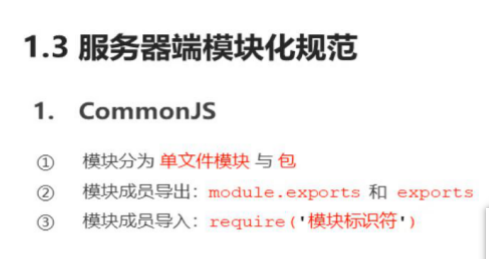 1.3 服务器端模块化规范
1. CommonJS
① 模块分为 单文件模块 与 包
② 模块成员导出：module.exports 和 exports
③ 模块成员导入：require('模块标识符')